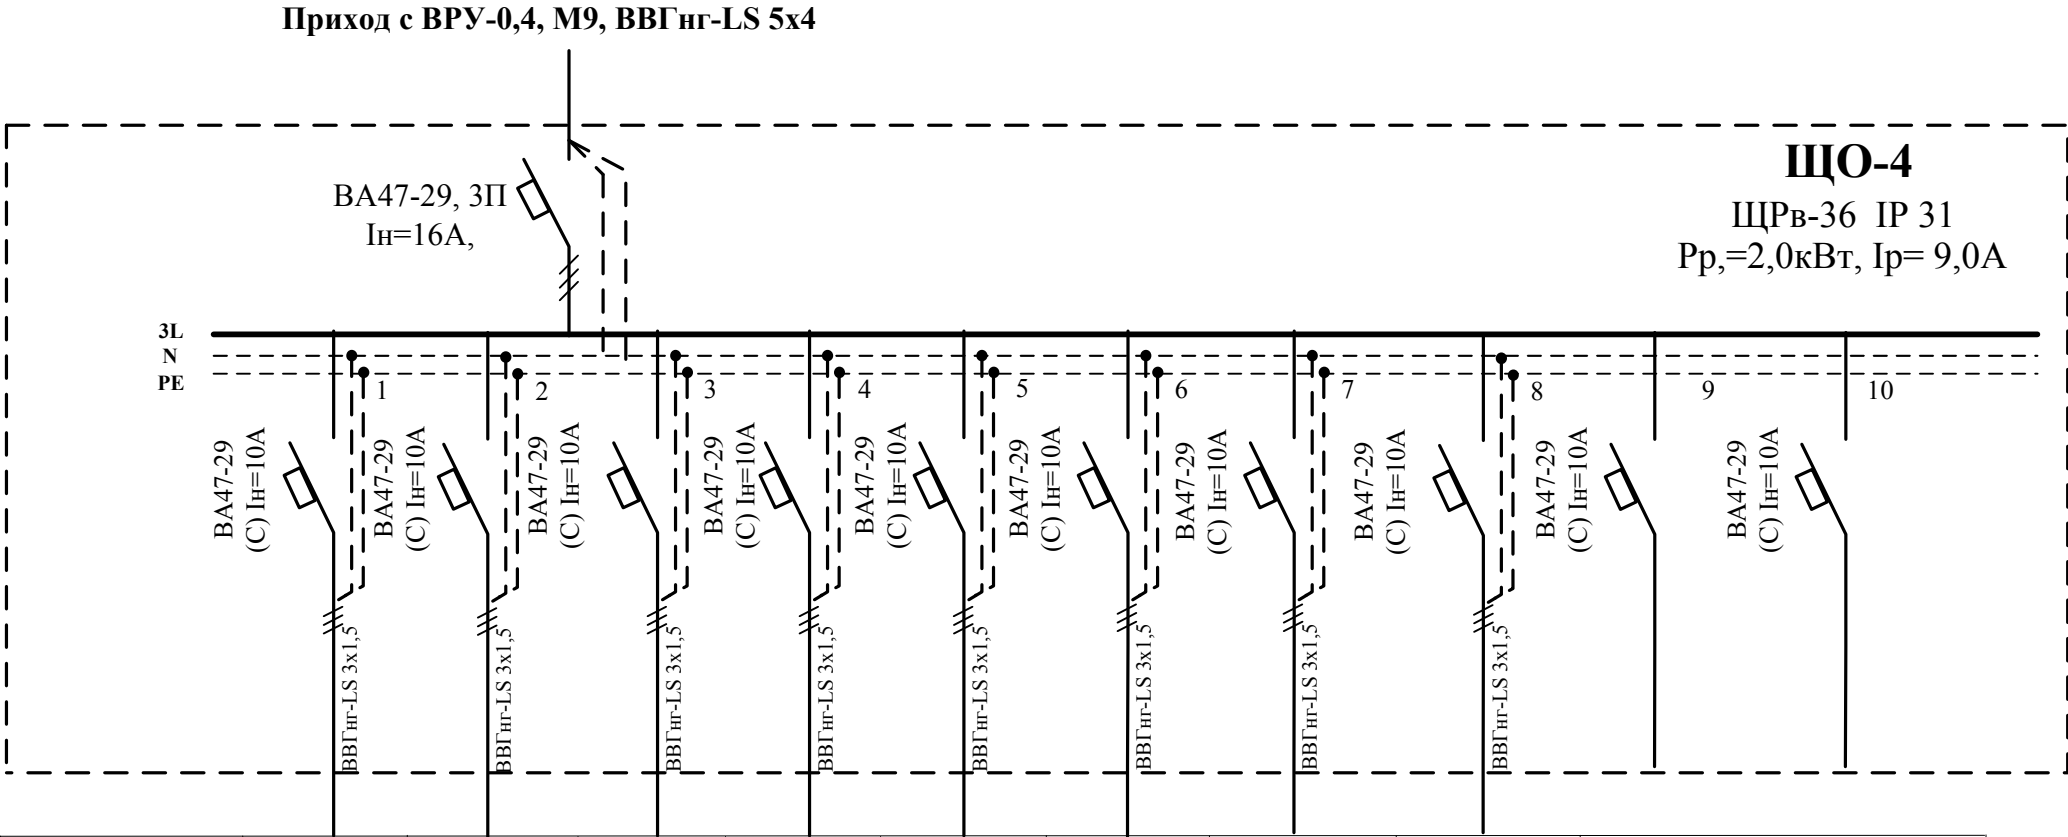 Приход с ВРУ-0,4, М9, ВВГнг-LS 5х4
ЩО-4
ЩРв-36 IP 31
Рр,=2,0кВт, Iр= 9,0А
ВА47-29, 3П
Iн=16А,
3L
N
PE
1
2
3
4
5
6
7
8
9
10
ВА47-29
(С) Iн=10А
ВА47-29
(С) Iн=10А
ВА47-29
(С) Iн=10А
ВА47-29
(С) Iн=10А
ВА47-29
(С) Iн=10А
ВА47-29
(С) Iн=10А
ВА47-29
(С) Iн=10А
ВА47-29
(С) Iн=10А
ВА47-29
(С) Iн=10А
ВА47-29
(С) Iн=10А
ВВГнг-LS 3х1,5
ВВГнг-LS 3х1,5
ВВГнг-LS 3х1,5
ВВГнг-LS 3х1,5
ВВГнг-LS 3х1,5
ВВГнг-LS 3х1,5
ВВГнг-LS 3х1,5
ВВГнг-LS 3х1,5